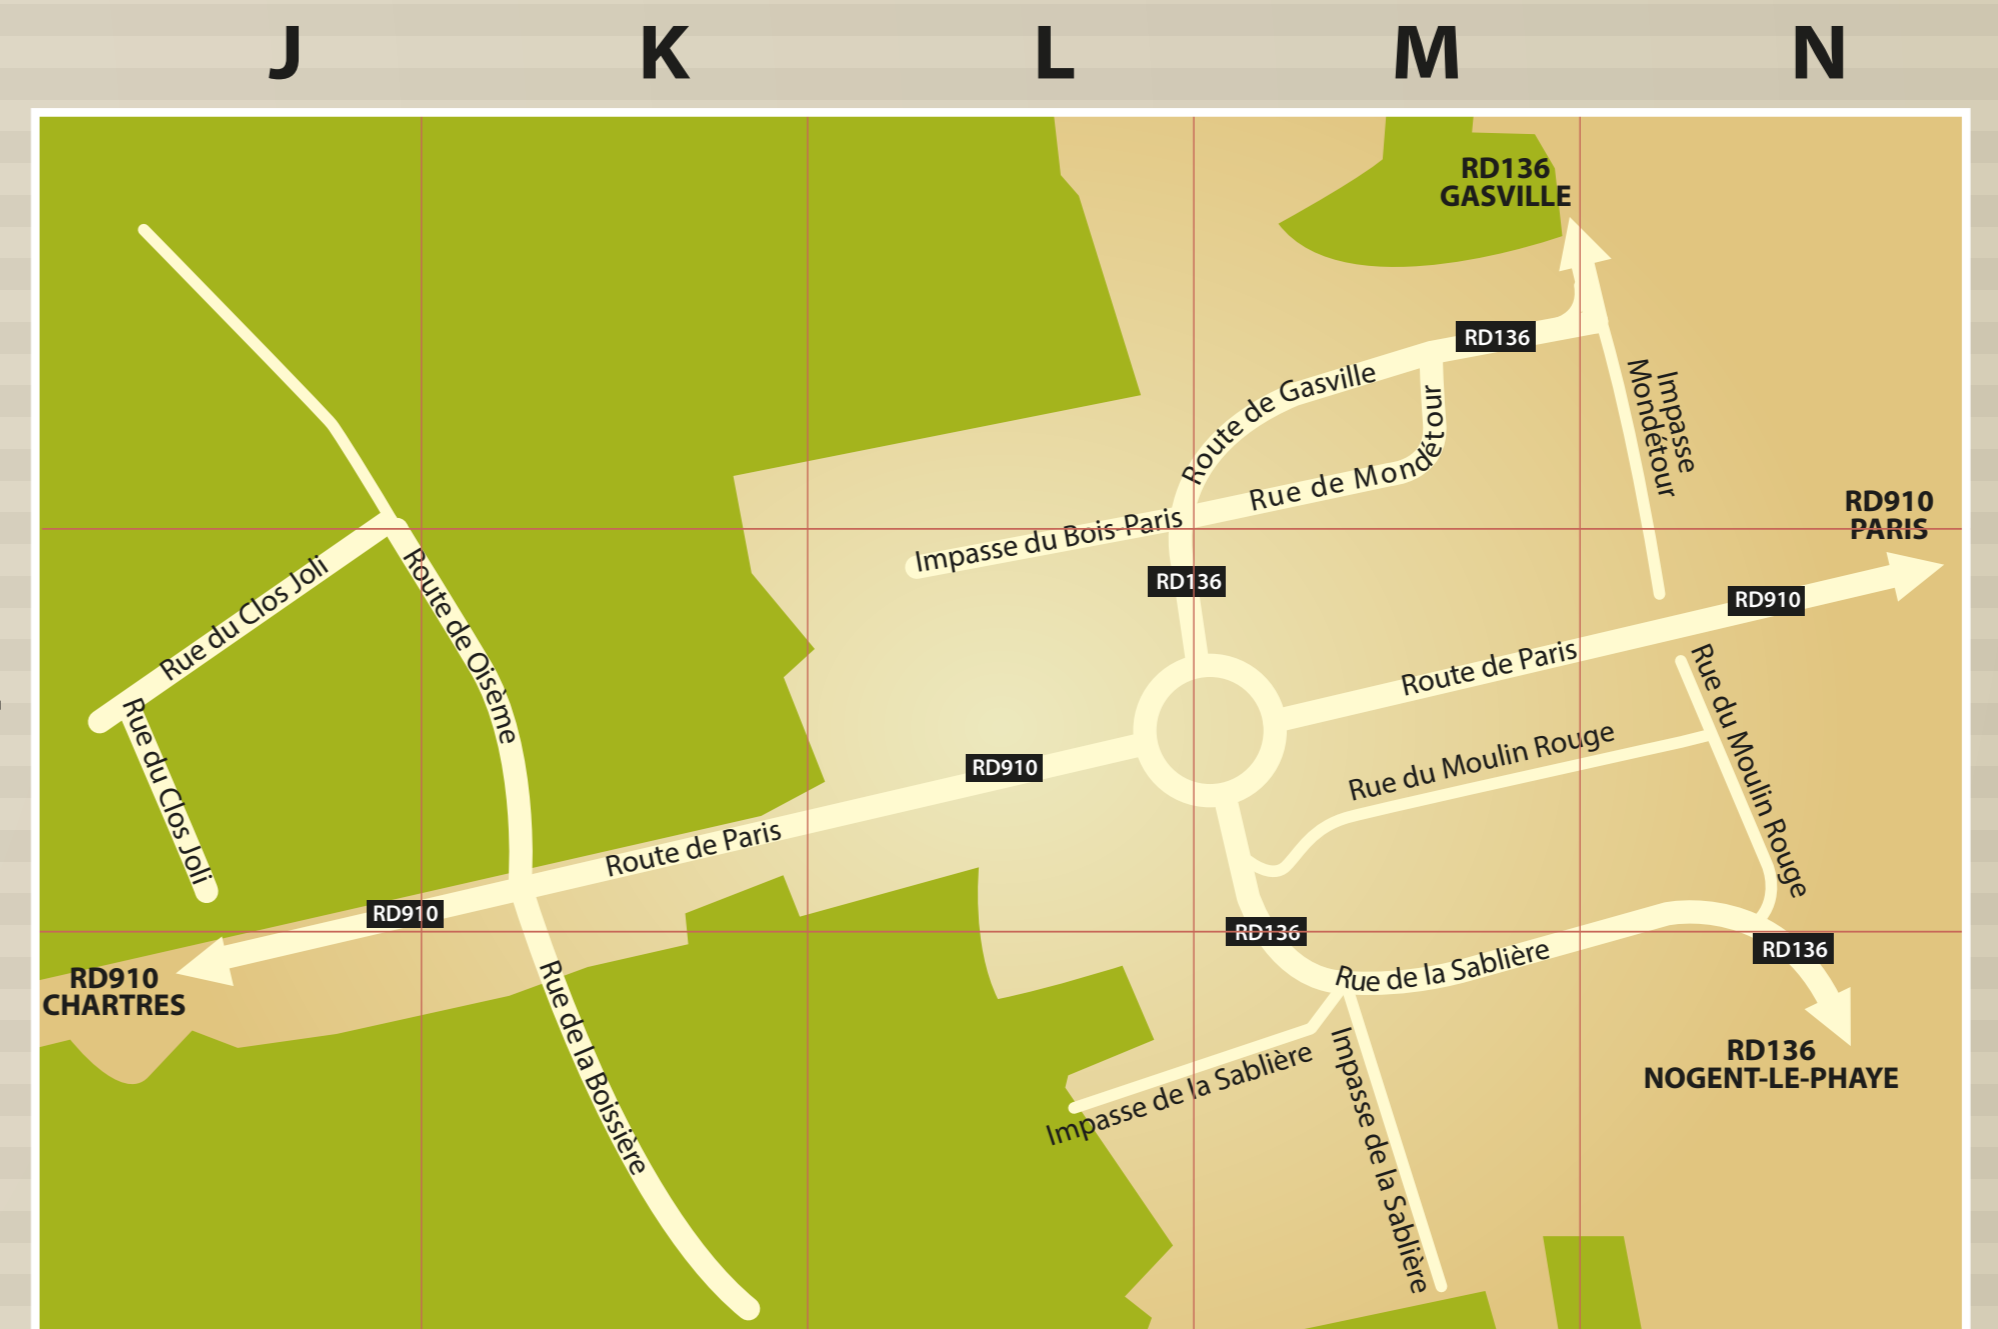 J K L M N
RD136
GASVILLE
RD136
Route de Gasville
Rue de Mondétour
Impasse
Mondétour
RD910
PARIS
Impasse du Bois-Paris
RD136
RD910
Route de Paris
Rue du Clos Joli
Route de Oisème
Rue du Clos Joli
Rue du Moulin Rouge
Rue du Moulin Rouge
RD910
Route de Paris
RD910
RD910
CHARTRES
RD136
Rue de la Sablière
RD136
RD136
NOGENT-LE-PHAYE
Rue de la Boissière
Impasse de la Sablière
Impasse de la Sablière